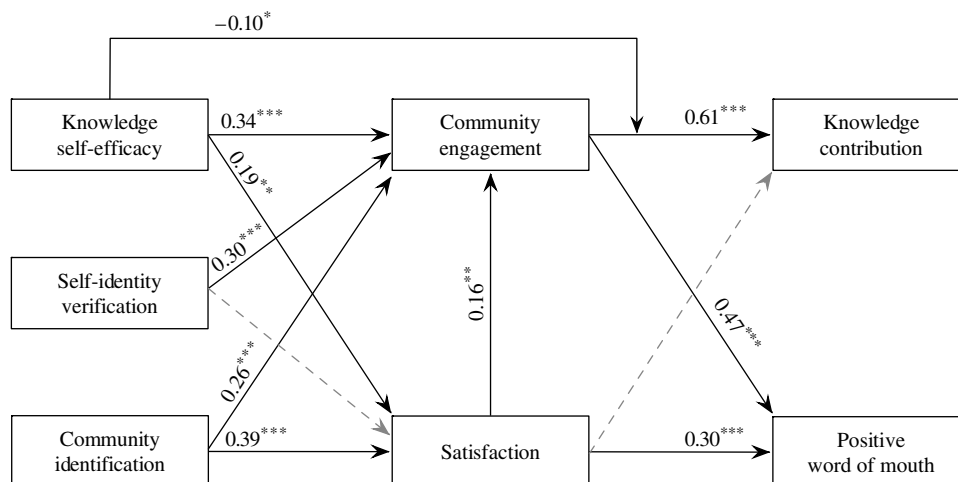 −0.10*
Knowledge
self-efficacy
0.34***
Community
engagement
0.61***
Knowledge
contribution
0.19**
0.30***
Self-identity
verification
0.16**
0.47***
0.26***
Community
identification
0.39***
Satisfaction
0.30***
Positive
word of mouth